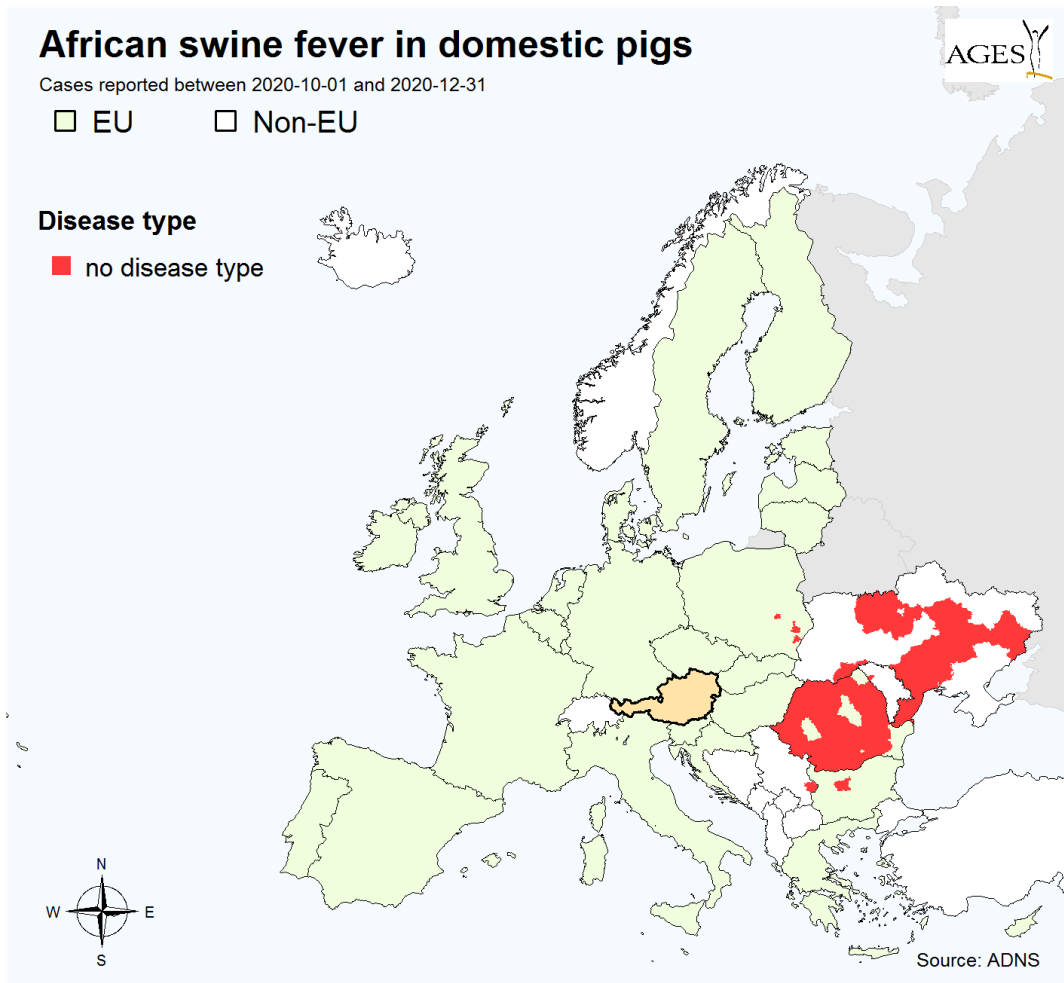 African swine fever in domestic pigs
AGES
Cases reported between 2020-10-01 and 2020-12-31
EU Non-EU
Disease type
no disease type
N
W E
S
Source: ADNS